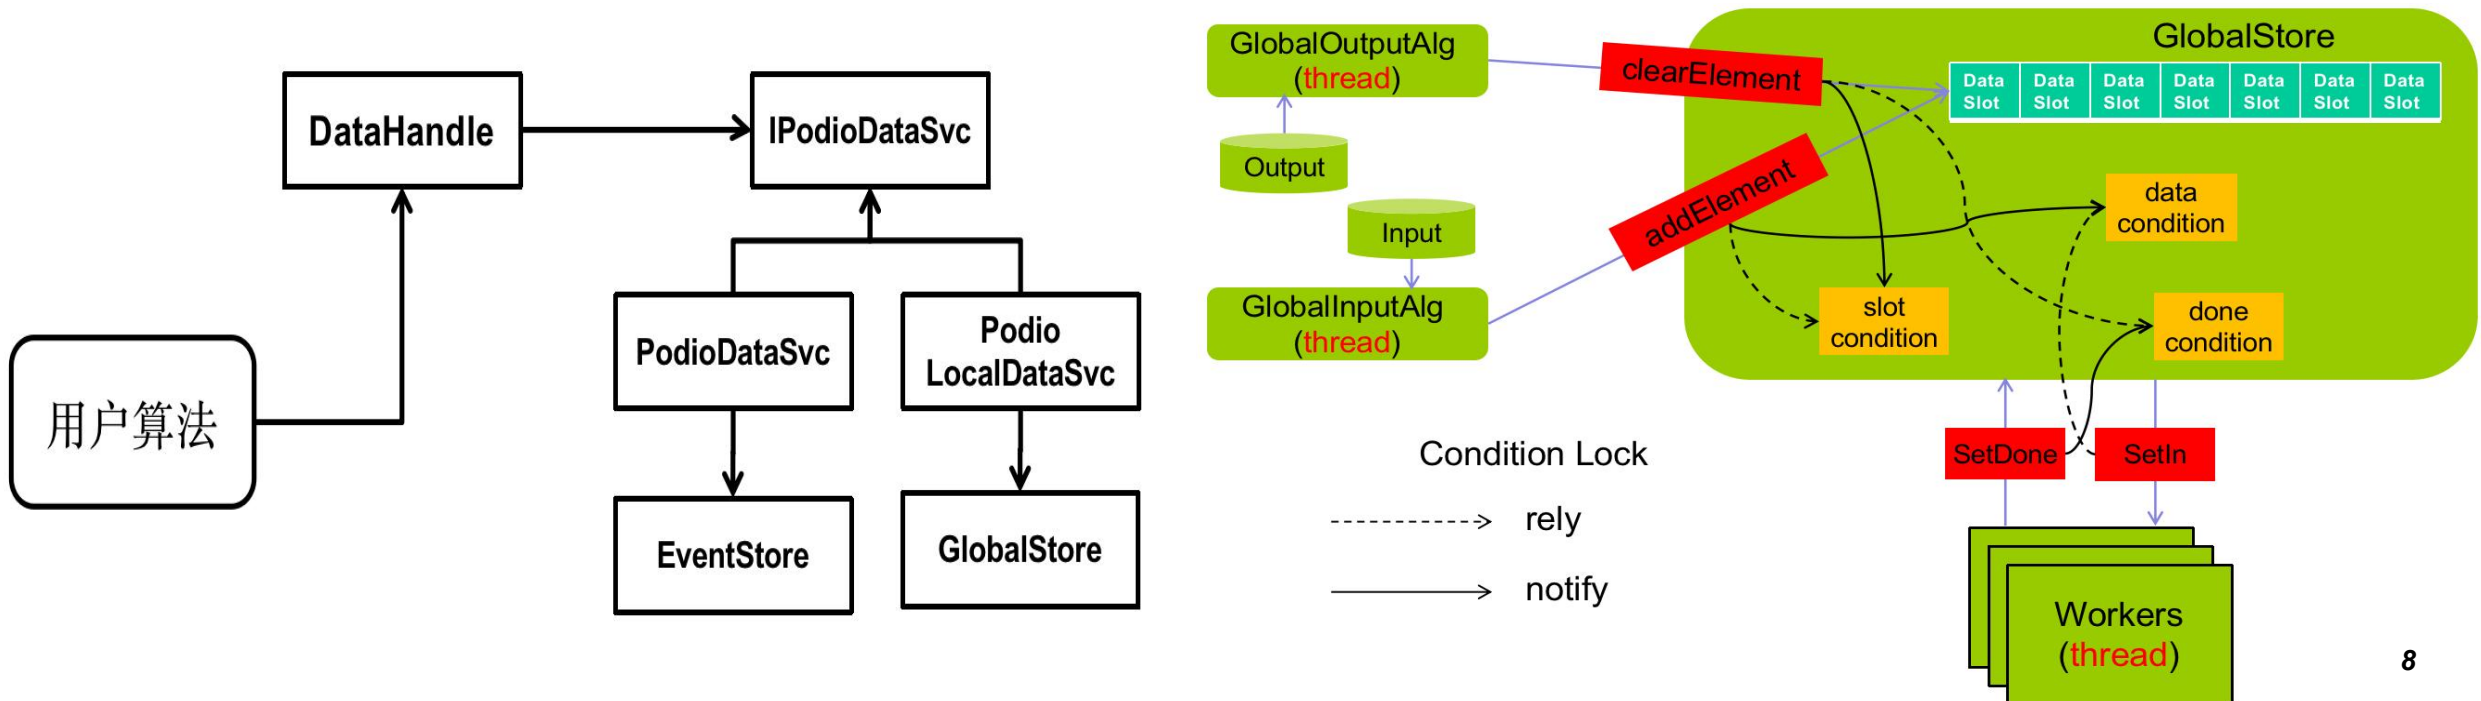 DataHandle
IPodioDataSvc
用户算法
PodioDataSvc
Podio
LocalDataSvc
EventStore
GlobalStore
GlobalOutputAlg
(thread)
Output
Input
GlobalInputAlg
(thread)
clearElement
addElement
GlobalStore
Data
Slot
Data
Slot
Data
Slot
Data
Slot
Data
Slot
Data
Slot
Data
Slot
data
condition
slot
condition
done
condition
Condition Lock
rely
notify
SetDone
SetIn
Workers
(thread)
8